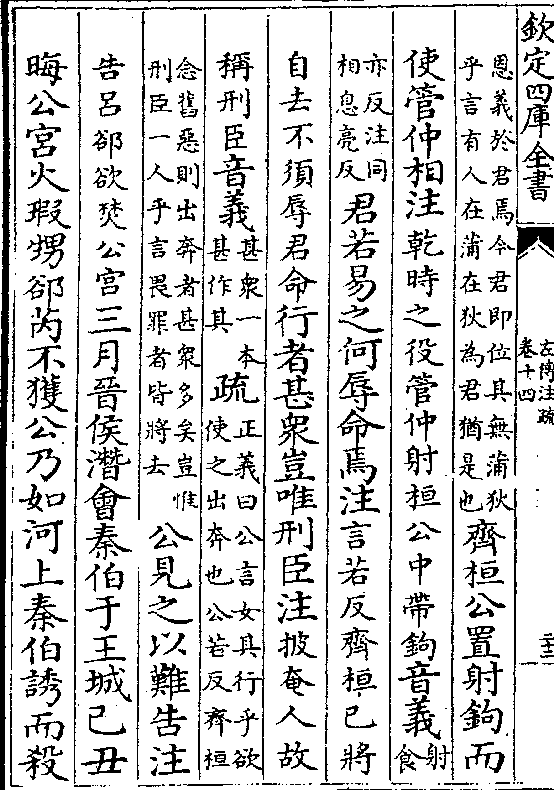 欽定四庫全書
左傳注疏
卷十四
恩義於君焉今君即位其無蒲狄
乎言有人在蒲在狄為君猶是也
齊桓公置射鉤而
使管仲相注乾時之役管仲射桓公中帶鉤音義
射食
亦反注同
相息亮反
君若易之何辱命焉注言若反齊桓已將
自去不須辱君命行者甚衆豈唯刑臣注披奄人故
稱刑臣音義
甚衆一本
甚作其
疏
正義曰公言女其行乎欲
使之出奔也公若反齊桓
念舊惡則出奔者甚衆多矣豈惟
刑臣一人乎言畏罪者皆將去
公見之以難告注
告呂郤欲焚公宮三月晉侯潛會秦伯于王城己丑
晦公宮火瑕甥郤芮不獲公乃如河上秦伯誘而殺